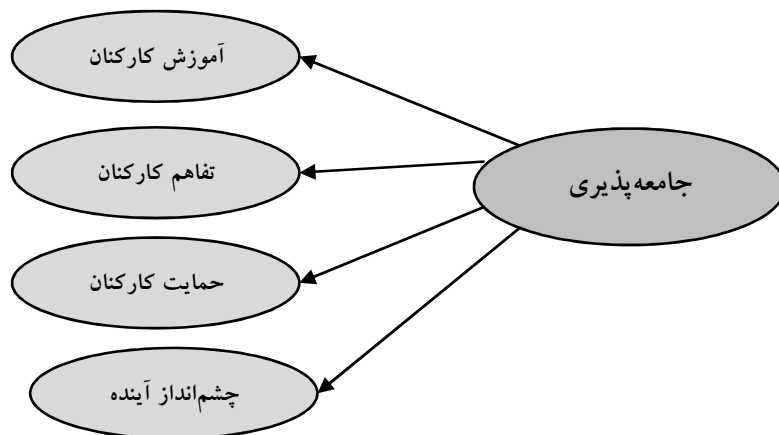 جامعه‌پذیری
آموزش کارکنان
تفاهم کارکنان
حمایت کارکنان
چشم‌انداز آینده